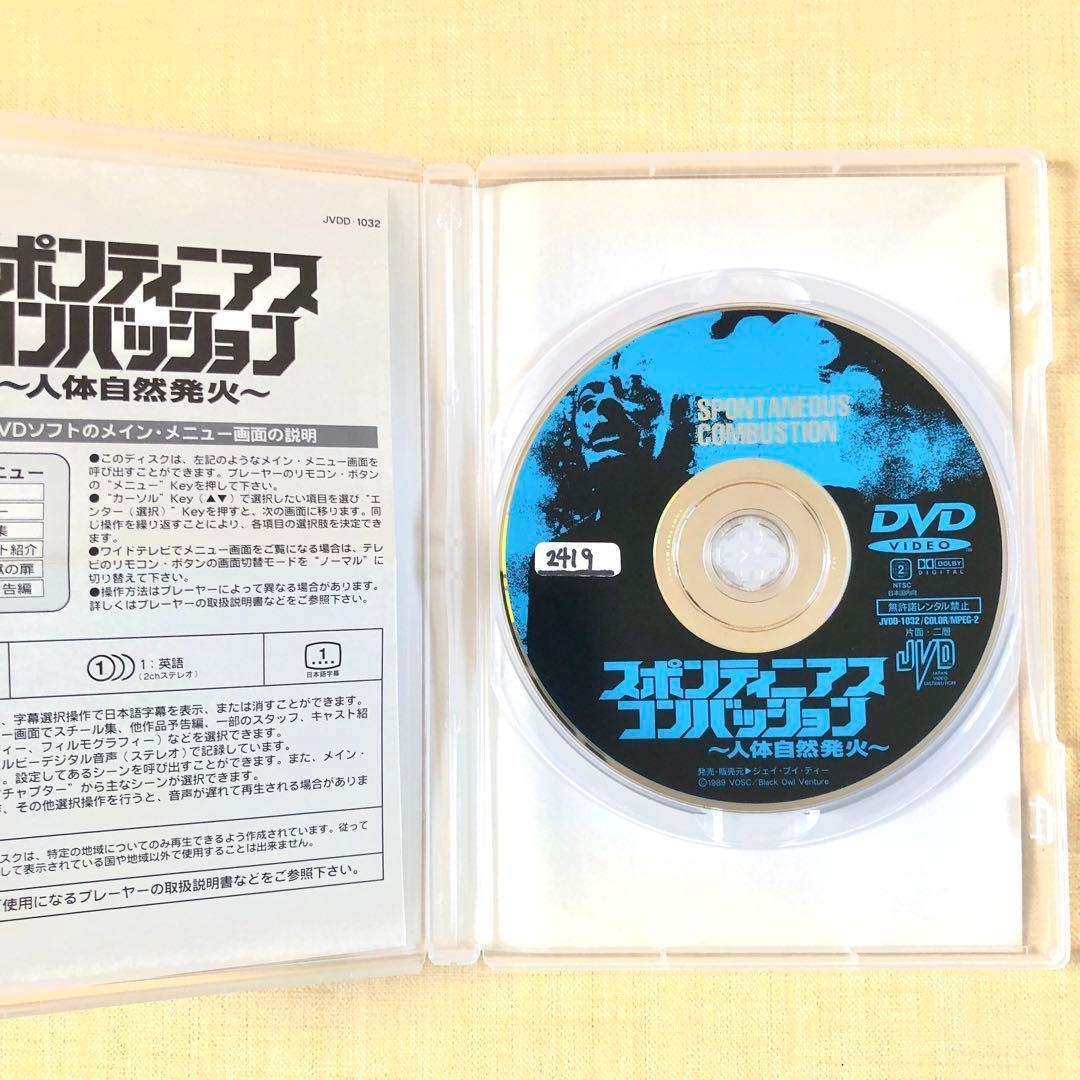 JVDD-1032
スポンティニアス
コンバッション
～人体自然発火～
VDソフトのメイン・メニュー画面の説明
ニュー
ー
集
ト紹介
の扉
告編
●このディスクは、左記のようなメイン・メニュー画面を
呼び出すことができます。プレーヤーのリモコン・ボタン
の"メニュー"Keyを押して下さい。
●"カーソル"Key(▲▼)で選択したい項目を選び"エ
ンター(選択)"Keyを押すと、次の画面に移ります。同
じ操作を繰り返すことにより、各項目の選択肢を決定でき
ます。
●ワイドテレビでメニュー画面をご覧になる場合は、テレ
ビのリモコン・ボタンの画面切替モードを"ノーマル"に
切り替えて下さい。
●操作方法はプレーヤーによって異なる場合があります。
詳しくはプレーヤーの取扱説明書などをご参照下さい。
1
1:英語
(2chステレオ)
1
日本語字幕
、字幕選択操作で日本語字幕を表示、または消すことができます。
ー画面でスチール集、他作品予告編、一部のスタッフ、キャスト紹
ィー、フィルモグラフィー)などを選択できます。
ルビーデジタル音声(ステレオ)で記録しています。
。設定してあるシーンを呼び出すことができます。また、メイン・
チャプター"から主なシーンが選択できます。
、その他選択操作を行うと、音声が遅れて再生される場合がありま
スクは、特定の地域についてのみ再生できるよう作成されています。従って
して表示されている国や地域以外で使用することは出来ません。
使用になるプレーヤーの取扱説明書などをご参照下さい。
SPONTANEOUS
COMBUSTION
DVD
VIDEO
2419
2
NTSC
日本国内向
DOLBY
DIGITAL
無許諾レンタル禁止
JVDD-1032/COLOR/MPEG-2
片面・二層
JVD
JAPAN
VIDEO
DISTRIBUTION
スポンティニアス
コンバッション
～人体自然発火～
発売・販売元▶ジェイ・ブイ・ディー
©1989 VOSC/Black Owl Venture